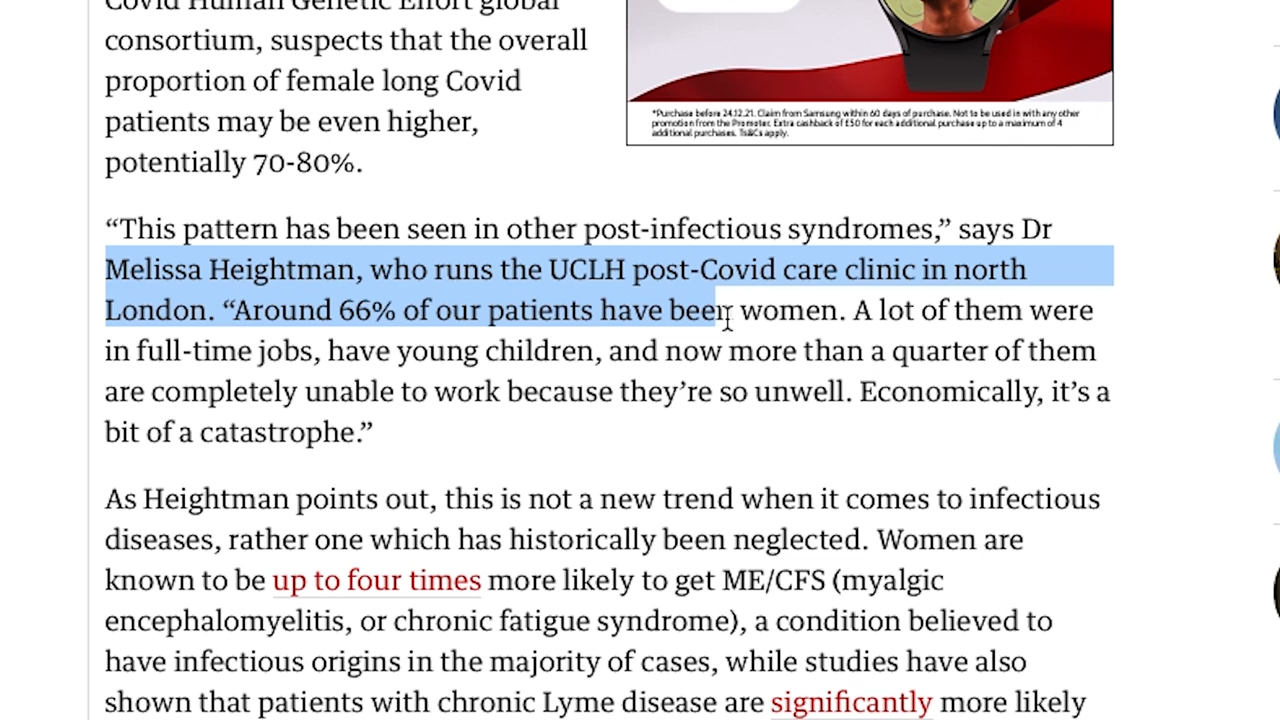 Covid Human Genetic Effort global
consortium, suspects that the overall
proportion of female long Covid
patients may be even higher,
potentially 70-80%.
*Purchase before 24.12.21. Claim from Samsung within 60 days of purchase. Not to be used in with any other
promotion from the Promoter. Extra cashback of £50 for each additional purchase up to a maximum of 4
additional purchases. Ts&Cs apply.
“This pattern has been seen in other post-infectious syndromes,” says Dr
Melissa Heightman, who runs the UCLH post-Covid care clinic in north
London. “Around 66% of our patients have been women. A lot of them were
in full-time jobs, have young children, and now more than a quarter of them
are completely unable to work because they’re so unwell. Economically, it’s a
bit of a catastrophe.”
As Heightman points out, this is not a new trend when it comes to infectious
diseases, rather one which has historically been neglected. Women are
known to be up to four times more likely to get ME/CFS (myalgic
encephalomyelitis, or chronic fatigue syndrome), a condition believed to
have infectious origins in the majority of cases, while studies have also
shown that patients with chronic Lyme disease are significantly more likely